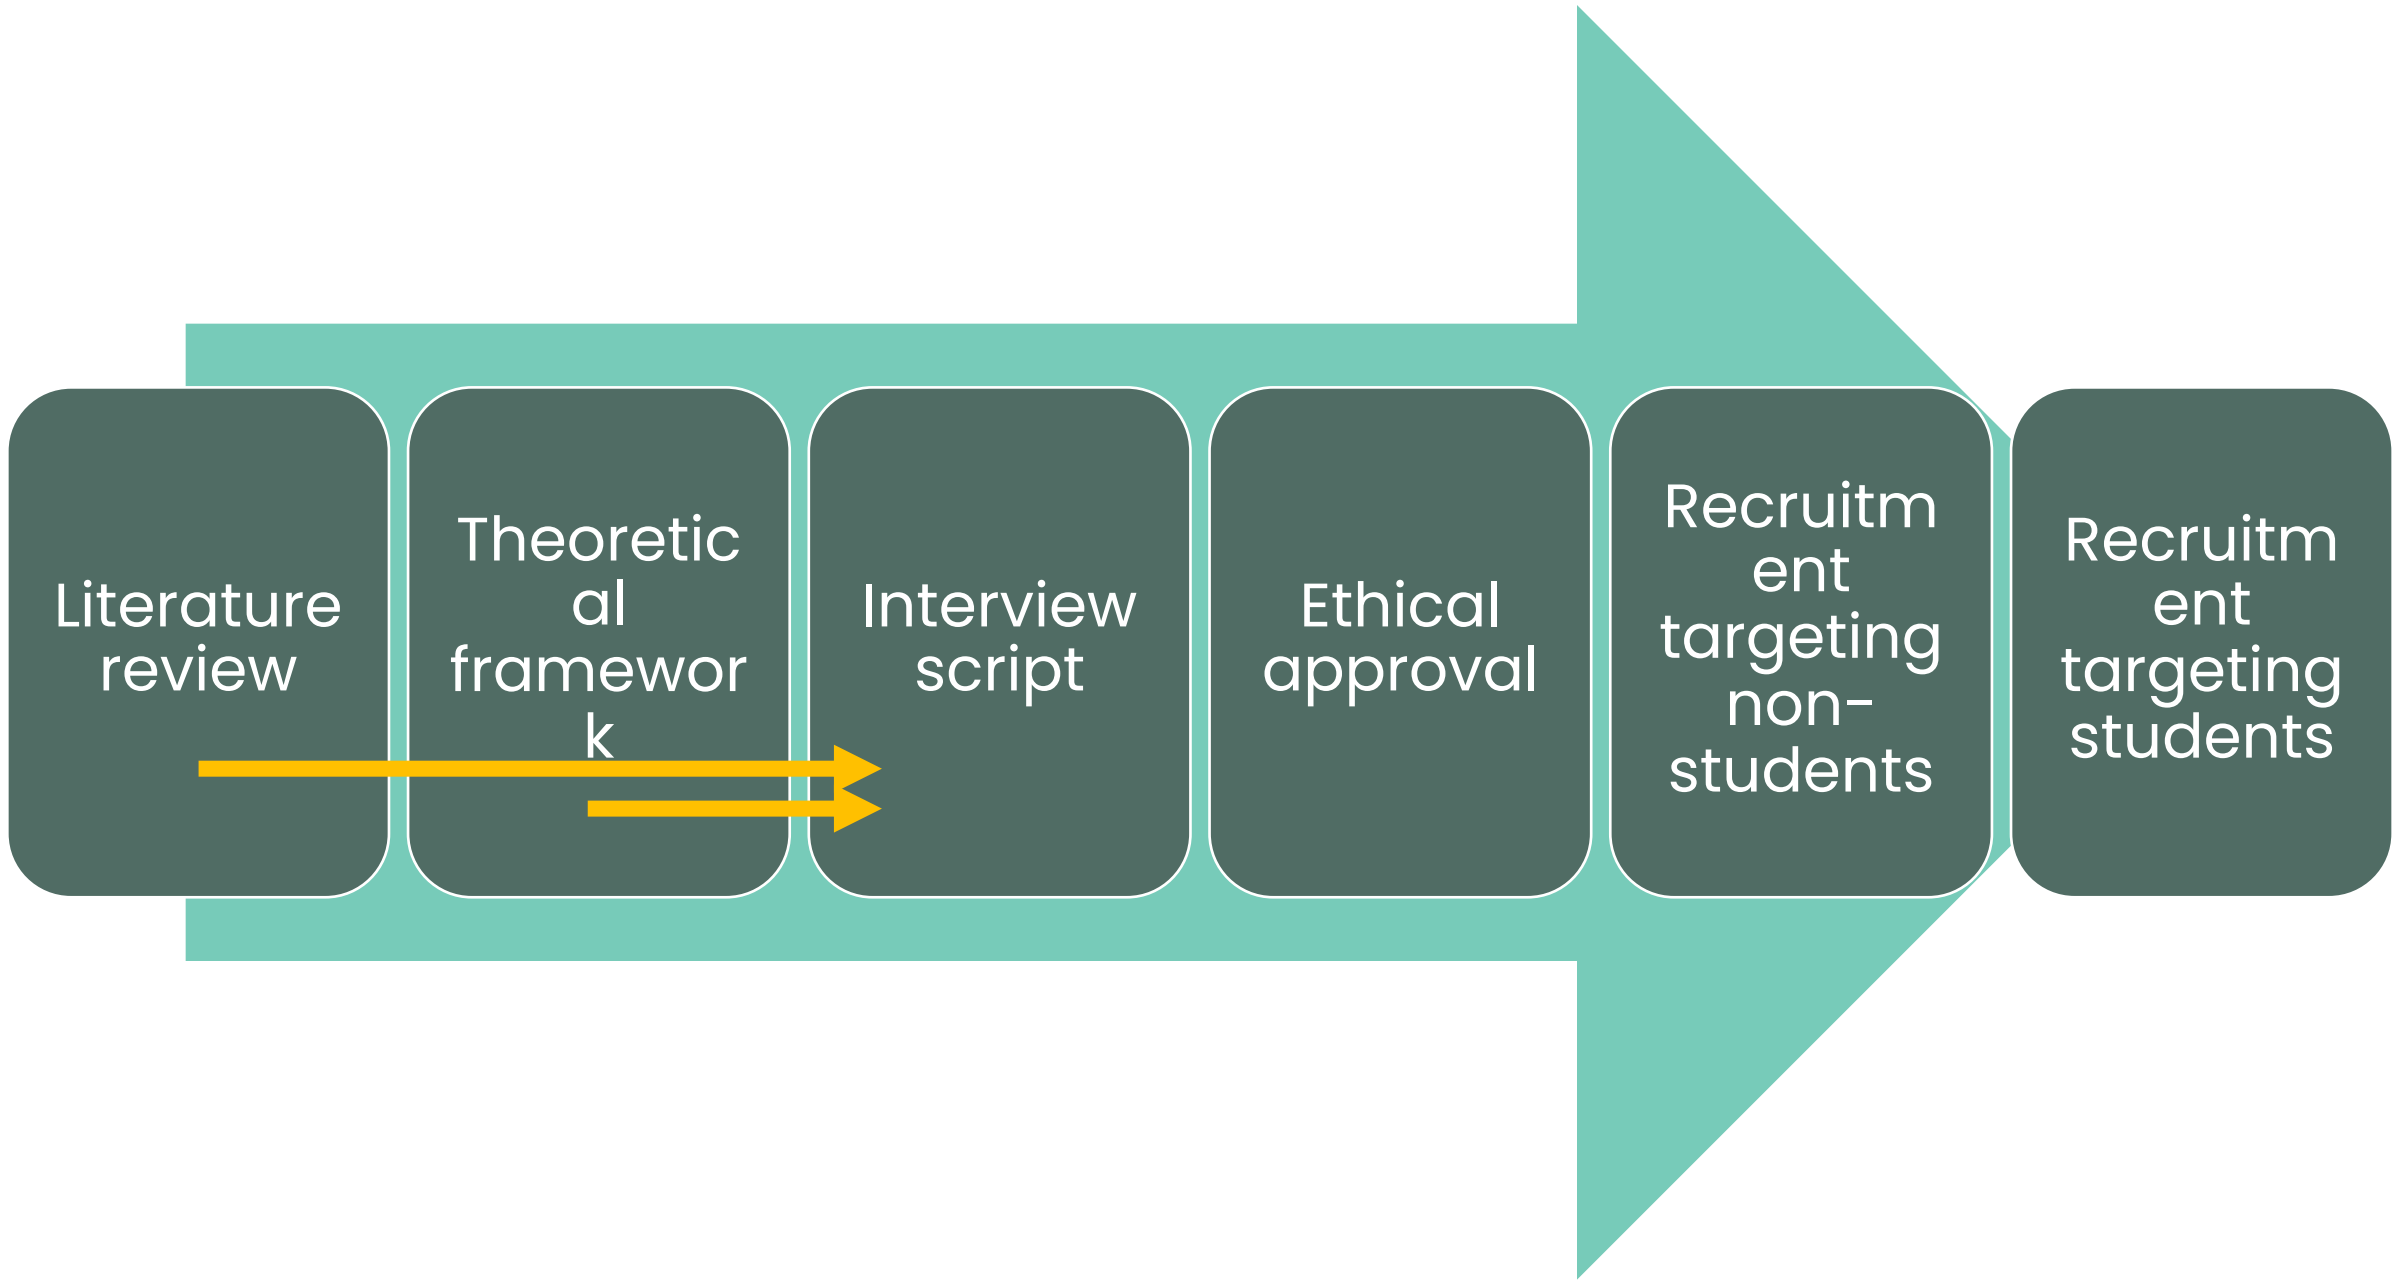 Literature
review
Theoretic
al
framewor
k
Interview
script
Ethical
approval
Recruitm
ent
targeting
non-
students
Recruitm
ent
targeting
students